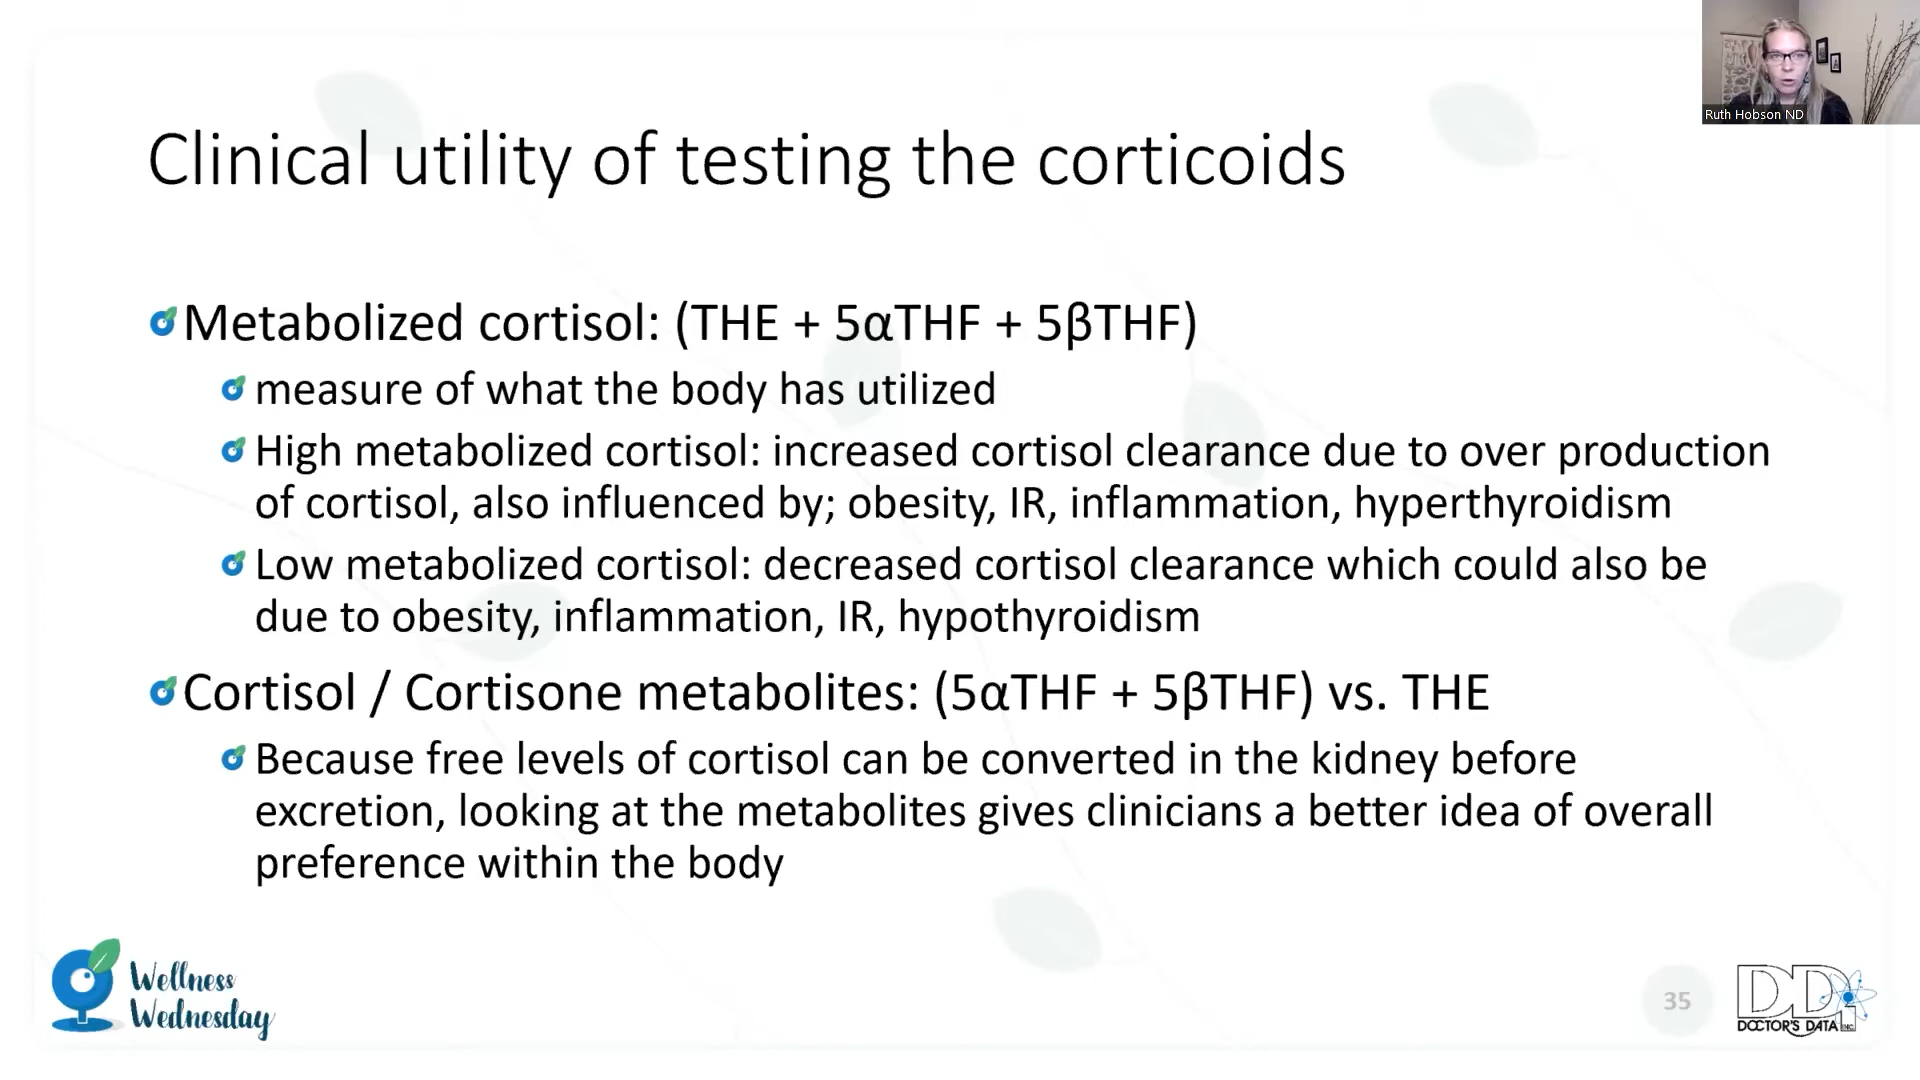 Ruth Hobson ND
Clinical utility of testing the corticoids
Metabolized cortisol: (THE + 5αTHF + 5βTHF)
measure of what the body has utilized
High metabolized cortisol: increased cortisol clearance due to over production
of cortisol, also influenced by; obesity, IR, inflammation, hyperthyroidism
Low metabolized cortisol: decreased cortisol clearance which could also be
due to obesity, inflammation, IR, hypothyroidism
Cortisol / Cortisone metabolites: (5αTHF + 5βTHF) vs. THE
Because free levels of cortisol can be converted in the kidney before
excretion, looking at the metabolites gives clinicians a better idea of overall
preference within the body
Wellness
Wednesday
35
DDI
DOCTOR'S DATA INC.